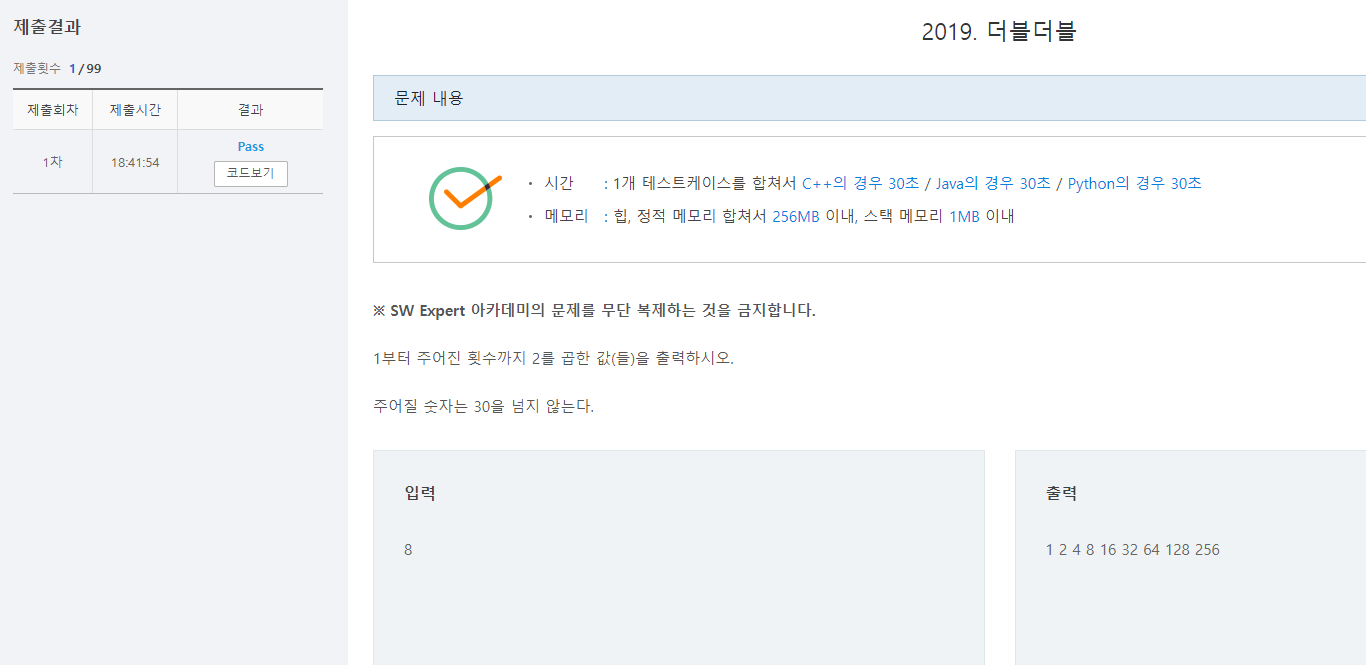 제출결과
제출횟수 1 / 99
제출회차 제출시간 결과
1차 18:41:54 Pass
코드보기
2019. 더블더블
문제 내용
· 시간 : 1개 테스트케이스를 합쳐서 C++의 경우 30초 / Java의 경우 30초 / Python의 경우 30초
· 메모리 : 힙, 정적 메모리 합쳐서 256MB 이내, 스택 메모리 1MB 이내
※ SW Expert 아카데미의 문제를 무단 복제하는 것을 금지합니다.
1부터 주어진 횟수까지 2를 곱한 값(들)을 출력하시오.
주어질 숫자는 30을 넘지 않는다.
입력
8
출력
1 2 4 8 16 32 64 128 256